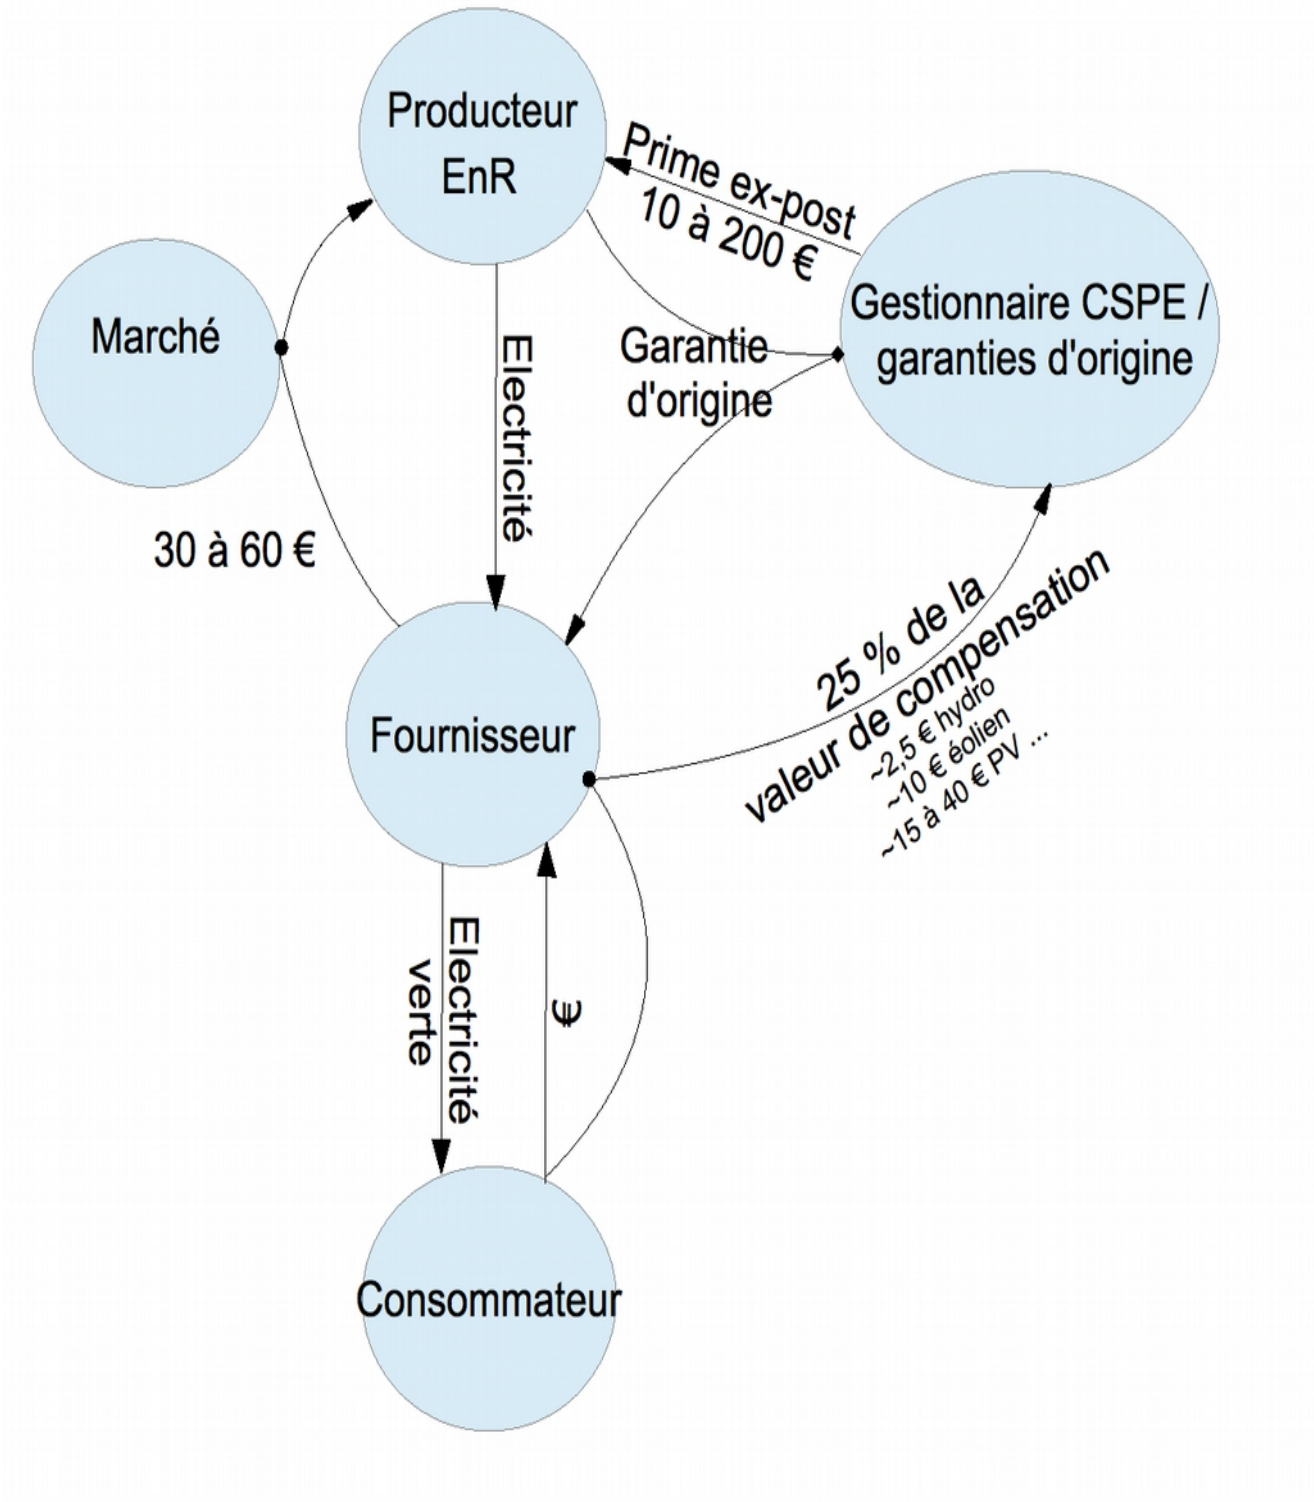 Producteur
EnR
Prime ex-post
10 à 200 €
Marché
Gestionnaire CSPE /
garanties d'origine
Garantie
d'origine
Electricité
30 à 60 €
25 % de la
valeur de compensation
~2,5 € hydro
~10 € éolien
~15 à 40 € PV ...
Fournisseur
Electricité
verte
€
Consommateur